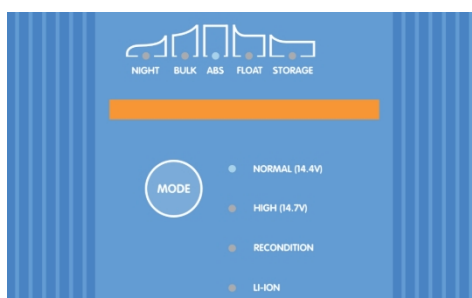 NIGHT BULK ABS FLOAT STORAGE
NORMAL (14.4V)
MODE
HIGH (14.7V)
RECONDITION
LI-ION